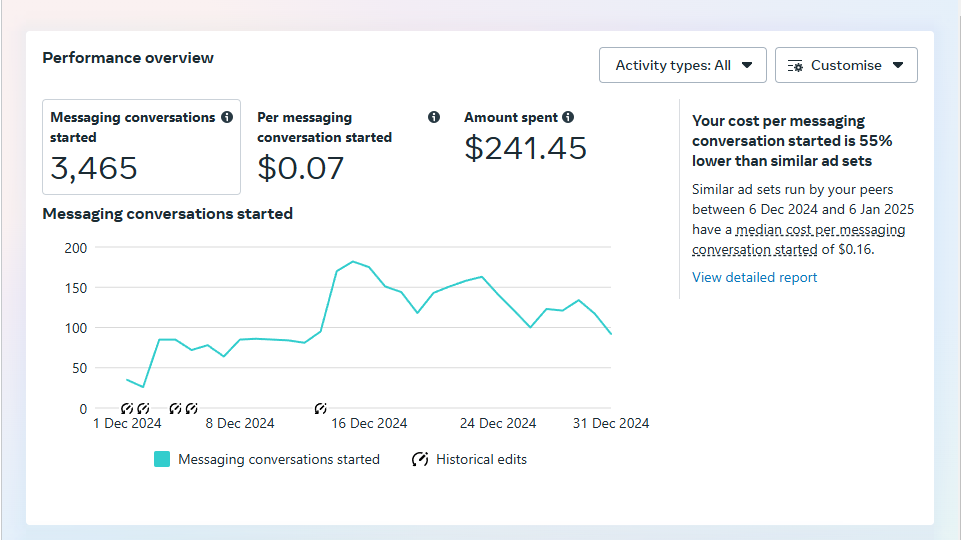 Performance overview
Activity types: All
Customise
Messaging conversations
started
3,465
Per messaging
conversation started
$0.07
Amount spent
$241.45
Your cost per messaging
conversation started is 55%
lower than similar ad sets
Similar ad sets run by your peers
between 6 Dec 2024 and 6 Jan 2025
have a median cost per messaging
conversation started of $0.16.
View detailed report
Messaging conversations started
200
150
100
50
0
1 Dec 2024 8 Dec 2024 16 Dec 2024 24 Dec 2024 31 Dec 2024
Messaging conversations started Historical edits